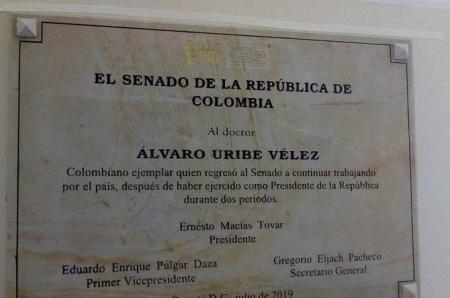 EL SENADO DE LA REPÚBLICA DE
COLOMBIA
Al doctor
ÁLVARO URIBE VÉLEZ
Colombiano ejemplar quien regresó al Senado a continuar trabajando
por el país, después de haber ejercido como Presidente de la República
durante dos periodos.
Ernesto Macías Tovar
Presidente
Eduardo Enrique Púlgar Daza
Primer Vicepresidente
Gregorio Eljach Pacheco
Secretario General
D.C. julio de 2019